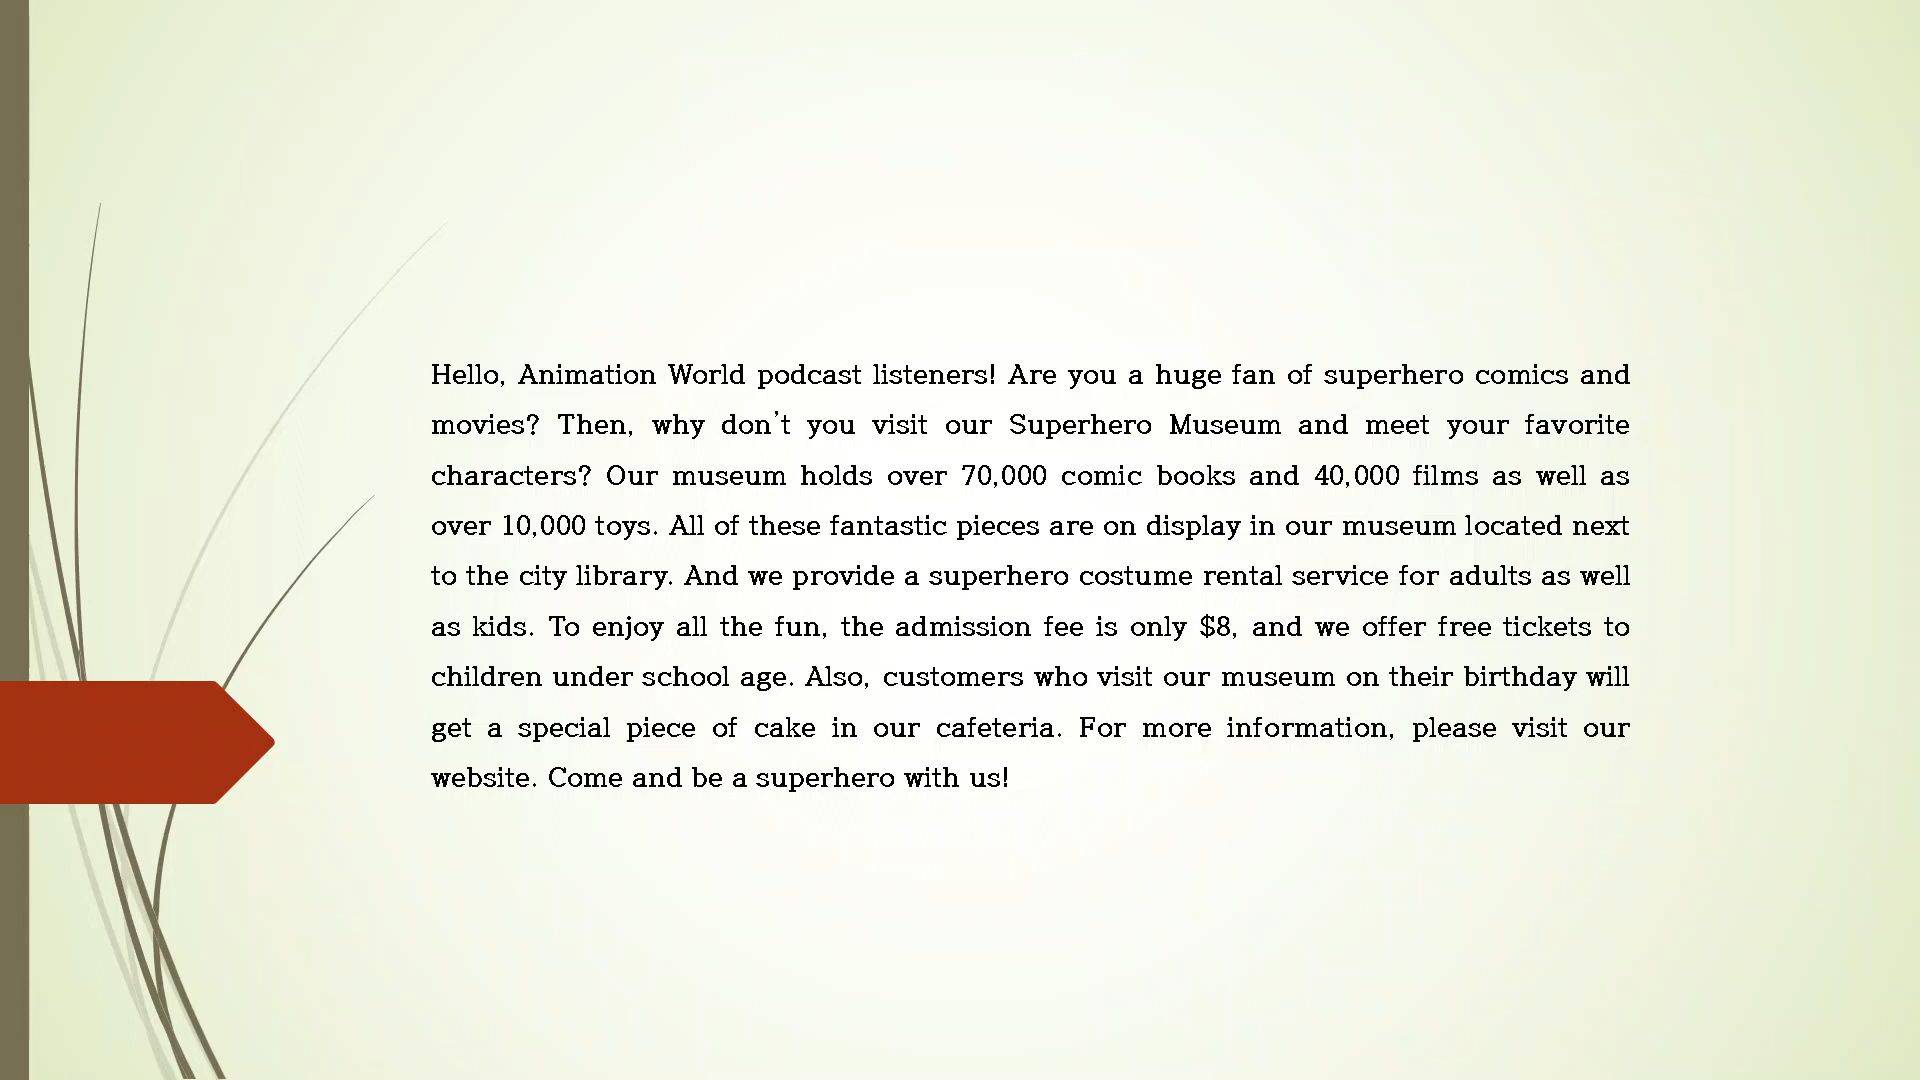 Hello, Animation World podcast listeners! Are you a huge fan of superhero comics and
movies? Then, why don't you visit our Superhero Museum and meet your favorite
characters? Our museum holds over 70,000 comic books and 40,000 films as well as
over 10,000 toys. All of these fantastic pieces are on display in our museum located next
to the city library. And we provide a superhero costume rental service for adults as well
as kids. To enjoy all the fun, the admission fee is only $8, and we offer free tickets to
children under school age. Also, customers who visit our museum on their birthday will
get a special piece of cake in our cafeteria. For more information, please visit our
website. Come and be a superhero with us!